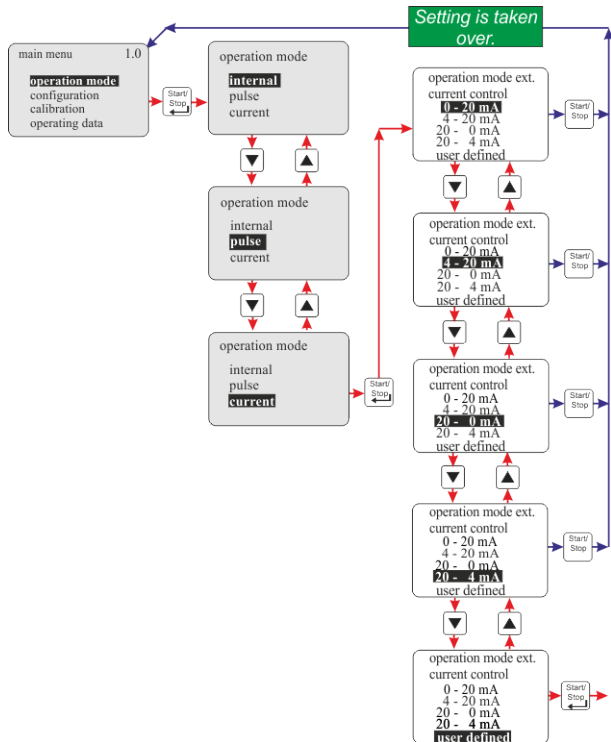 Setting is taken
over.
main menu 1.0
operation mode
configuration
calibration
operating data
Start/
Stop
operation mode
internal
pulse
current
operation mode
internal
pulse
current
operation mode
internal
pulse
current
Start/
Stop
operation mode ext.
current control
0 - 20 mA
4 - 20 mA
20 - 0 mA
20 - 4 mA
user defined
Start/
Stop
operation mode ext.
current control
0 - 20 mA
4 - 20 mA
20 - 0 mA
20 - 4 mA
user defined
Start/
Stop
operation mode ext.
current control
0 - 20 mA
4 - 20 mA
20 - 0 mA
20 - 4 mA
user defined
Start/
Stop
operation mode ext.
current control
0 - 20 mA
4 - 20 mA
20 - 0 mA
20 - 4 mA
user defined
Start/
Stop
operation mode ext.
current control
0 - 20 mA
4 - 20 mA
20 - 0 mA
20 - 4 mA
user defined
Start/
Stop